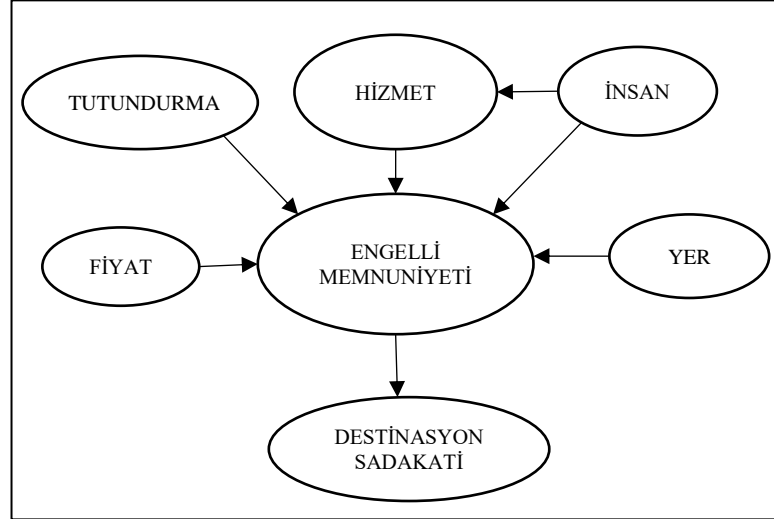 TUTUNDURMA
HİZMET
İNSAN
FİYAT
ENGELLİ
MEMNUNİYETİ
YER
DESTİNASYON
SADAKATİ